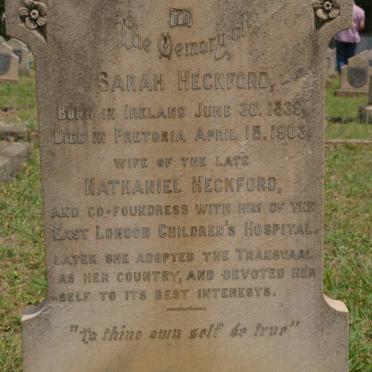 To
The Memory of
SARAH HECKFORD,
BORN IN IRELAND JUNE 30. 1839,
DIED IN PRETORIA APRIL 18. 1903.
WIFE OF THE LATE
NATHANIEL HECKFORD,
AND CO-FOUNDRESS WITH HIM OF THE
EAST LONDON CHILDREN'S HOSPITAL.
LATER SHE ADOPTED THE TRANSVAAL
AS HER COUNTRY, AND DEVOTED HER
SELF TO ITS BEST INTERESTS.
"To thine own self be true"